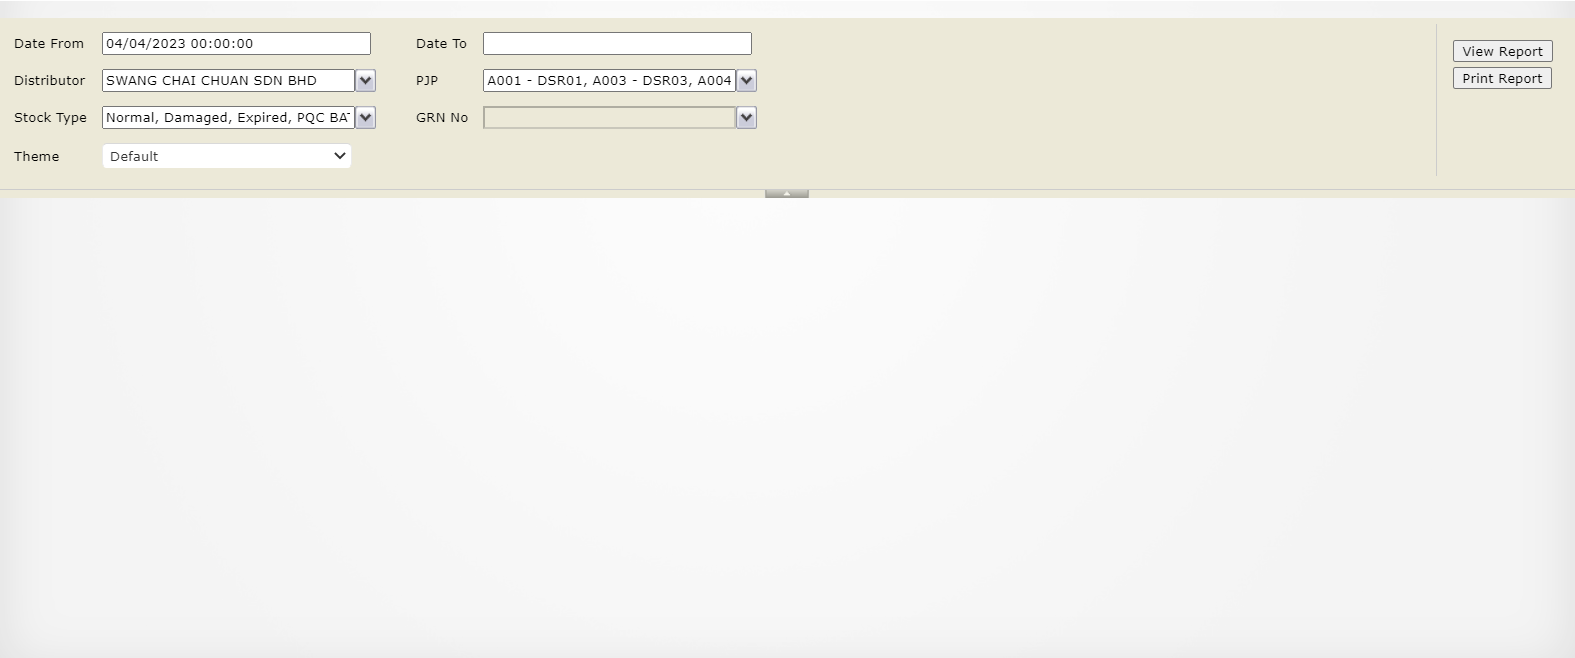 Date From 04/04/2023 00:00:00 Date To
View Report
Distributor SWANG CHAI CHUAN SDN BHD PJP A001 - DSR01, A003 - DSR03, A004
Print Report
Stock Type Normal, Damaged, Expired, PQC BA GRN No
Theme Default